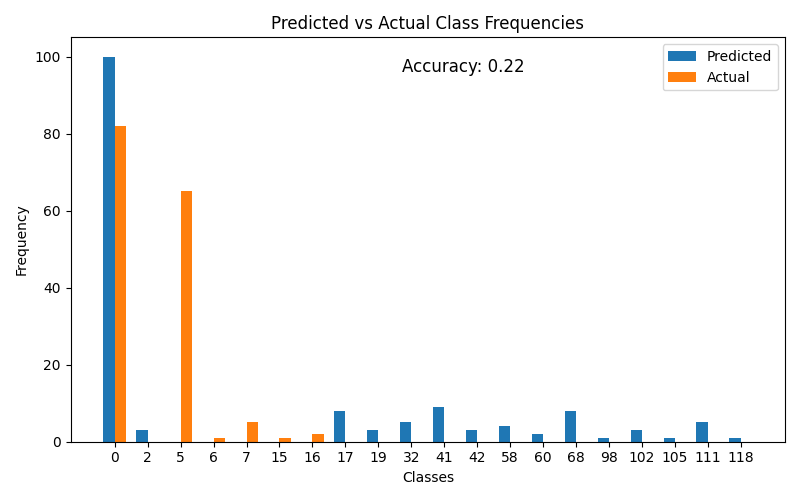 Predicted vs Actual Class Frequencies
Accuracy: 0.22
Predicted
Actual
Frequency
100
80
60
40
20
0
0 2 5 6 7 15 16 17 19 32 41 42 58 60 68 98 102 105 111 118
Classes